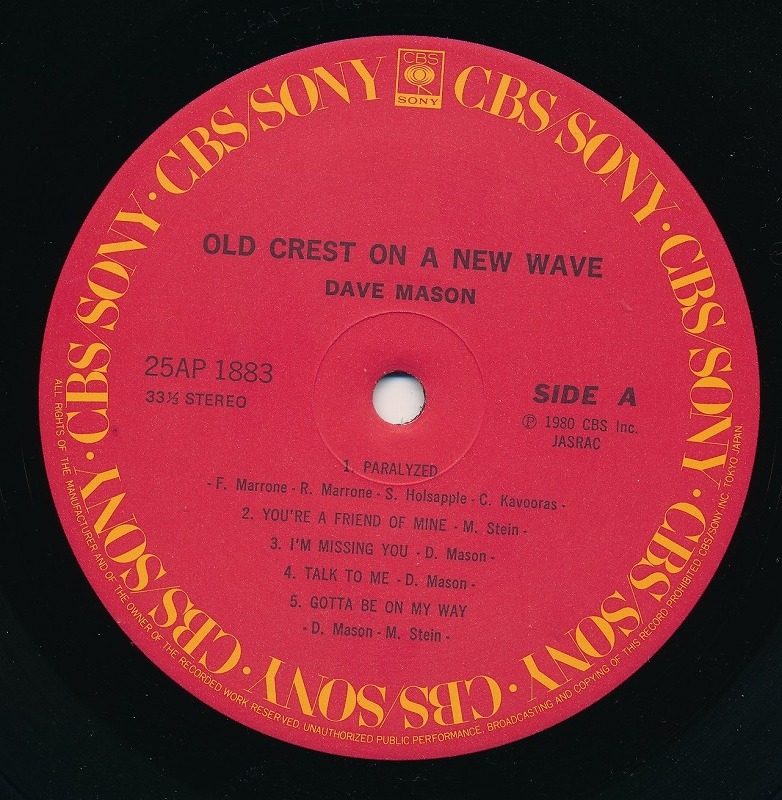 CBS
SONY
CBS/SONY · CBS/SONY · CBS/SONY · CBS/SONY · CBS/SONY · CBS/SONY · CBS/SONY · CBS/SONY
OLD CREST ON A NEW WAVE
DAVE MASON
25AP 1883
33⅓ STEREO
SIDE A
℗ 1980 CBS Inc.
JASRAC
1. PARALYZED
- F. Marrone - R. Marrone - S. Holsapple - C. Kavooras -
2. YOU'RE A FRIEND OF MINE - M. Stein -
3. I'M MISSING YOU - D. Mason -
4. TALK TO ME - D. Mason -
5. GOTTA BE ON MY WAY
- D. Mason - M. Stein -
ALL RIGHTS OF THE MANUFACTURER AND OF THE OWNER OF THE RECORDED WORK RESERVED UNAUTHORIZED PUBLIC PERFORMANCE, BROADCASTING AND COPYING OF THIS RECORD PROHIBITED CBS/SONY INC. TOKYO JAPAN